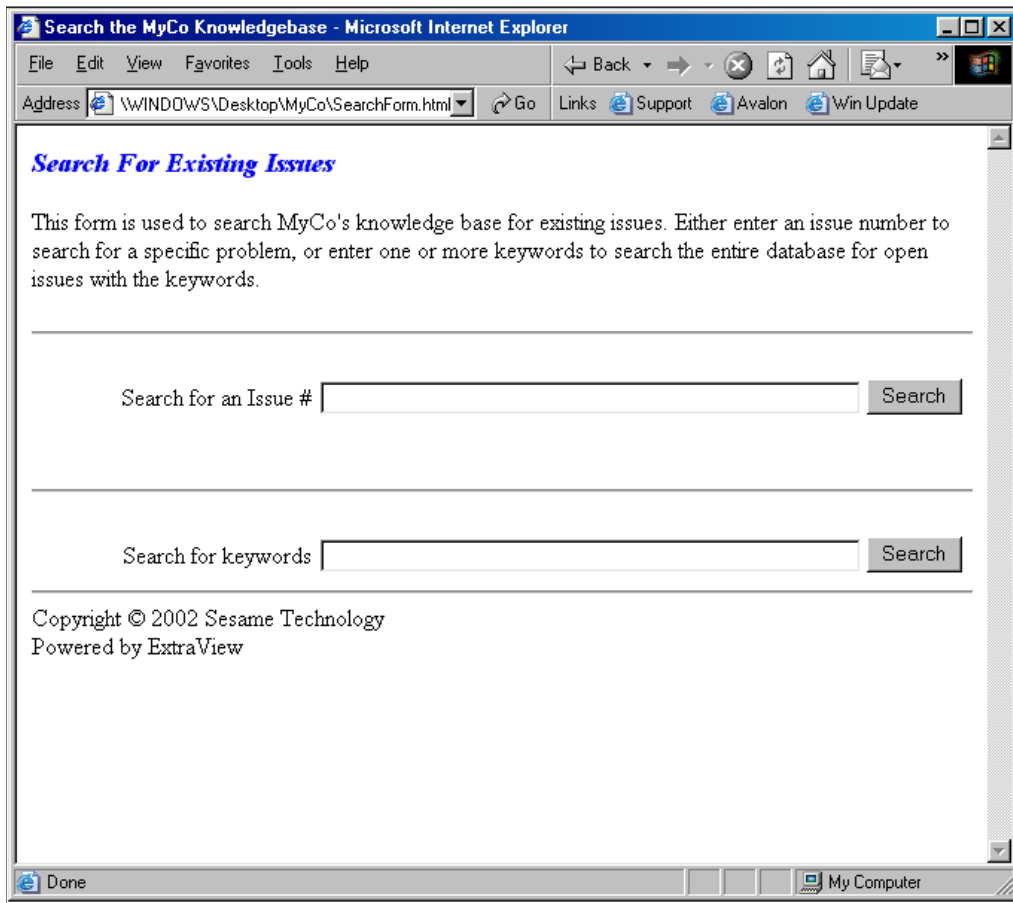 Search the MyCo Knowledgebase - Microsoft Internet Explorer
File Edit View Favorites Tools Help Back »
Address \WINDOWS\Desktop\MyCo\SearchForm.html Go Links Support Avalon Win Update
Search For Existing Issues
This form is used to search MyCo's knowledge base for existing issues. Either enter an issue number to
search for a specific problem, or enter one or more keywords to search the entire database for open
issues with the keywords.
Search for an Issue # Search
Search for keywords Search
Copyright © 2002 Sesame Technology
Powered by ExtraView
Done My Computer